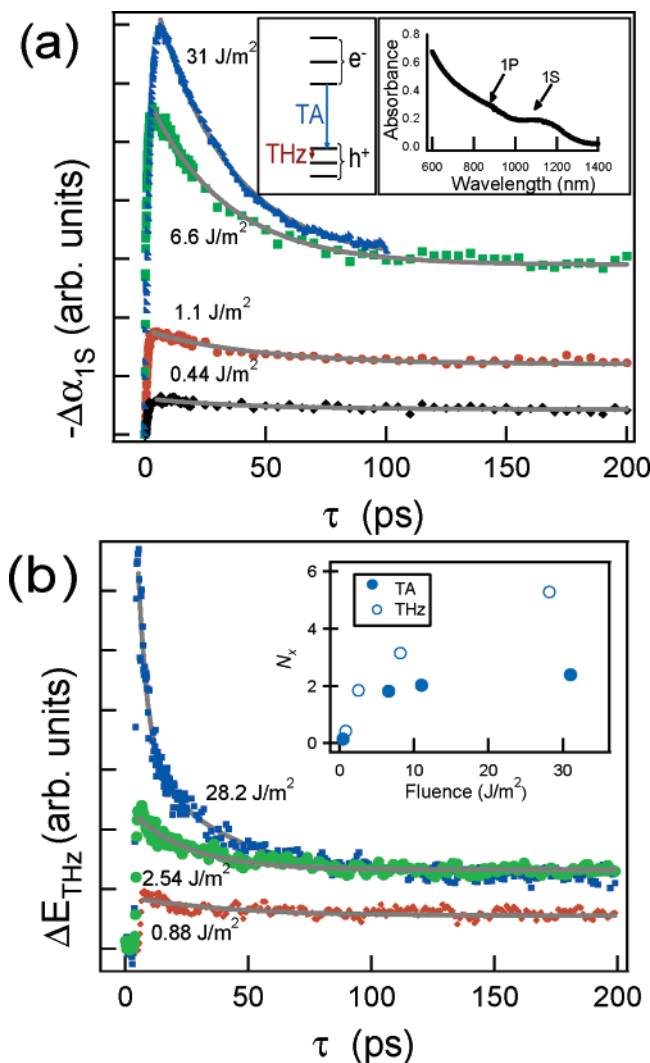 (a)
31 J/m²
6.6 J/m²
1.1 J/m²
0.44 J/m²
e⁻
TA
THz
h⁺
0.8
0.6
0.4
0.2
0.0
Absorbance
1P
1S
600 800 1000 1200 1400
Wavelength (nm)
-Δα₁S (arb. units)
0 50 100 150 200
τ (ps)
(b)
28.2 J/m²
2.54 J/m²
0.88 J/m²
6
4
2
0
Nₓ
TA
THz
0 10 20 30
Fluence (J/m²)
ΔE_THz (arb. units)
0 50 100 150 200
τ (ps)